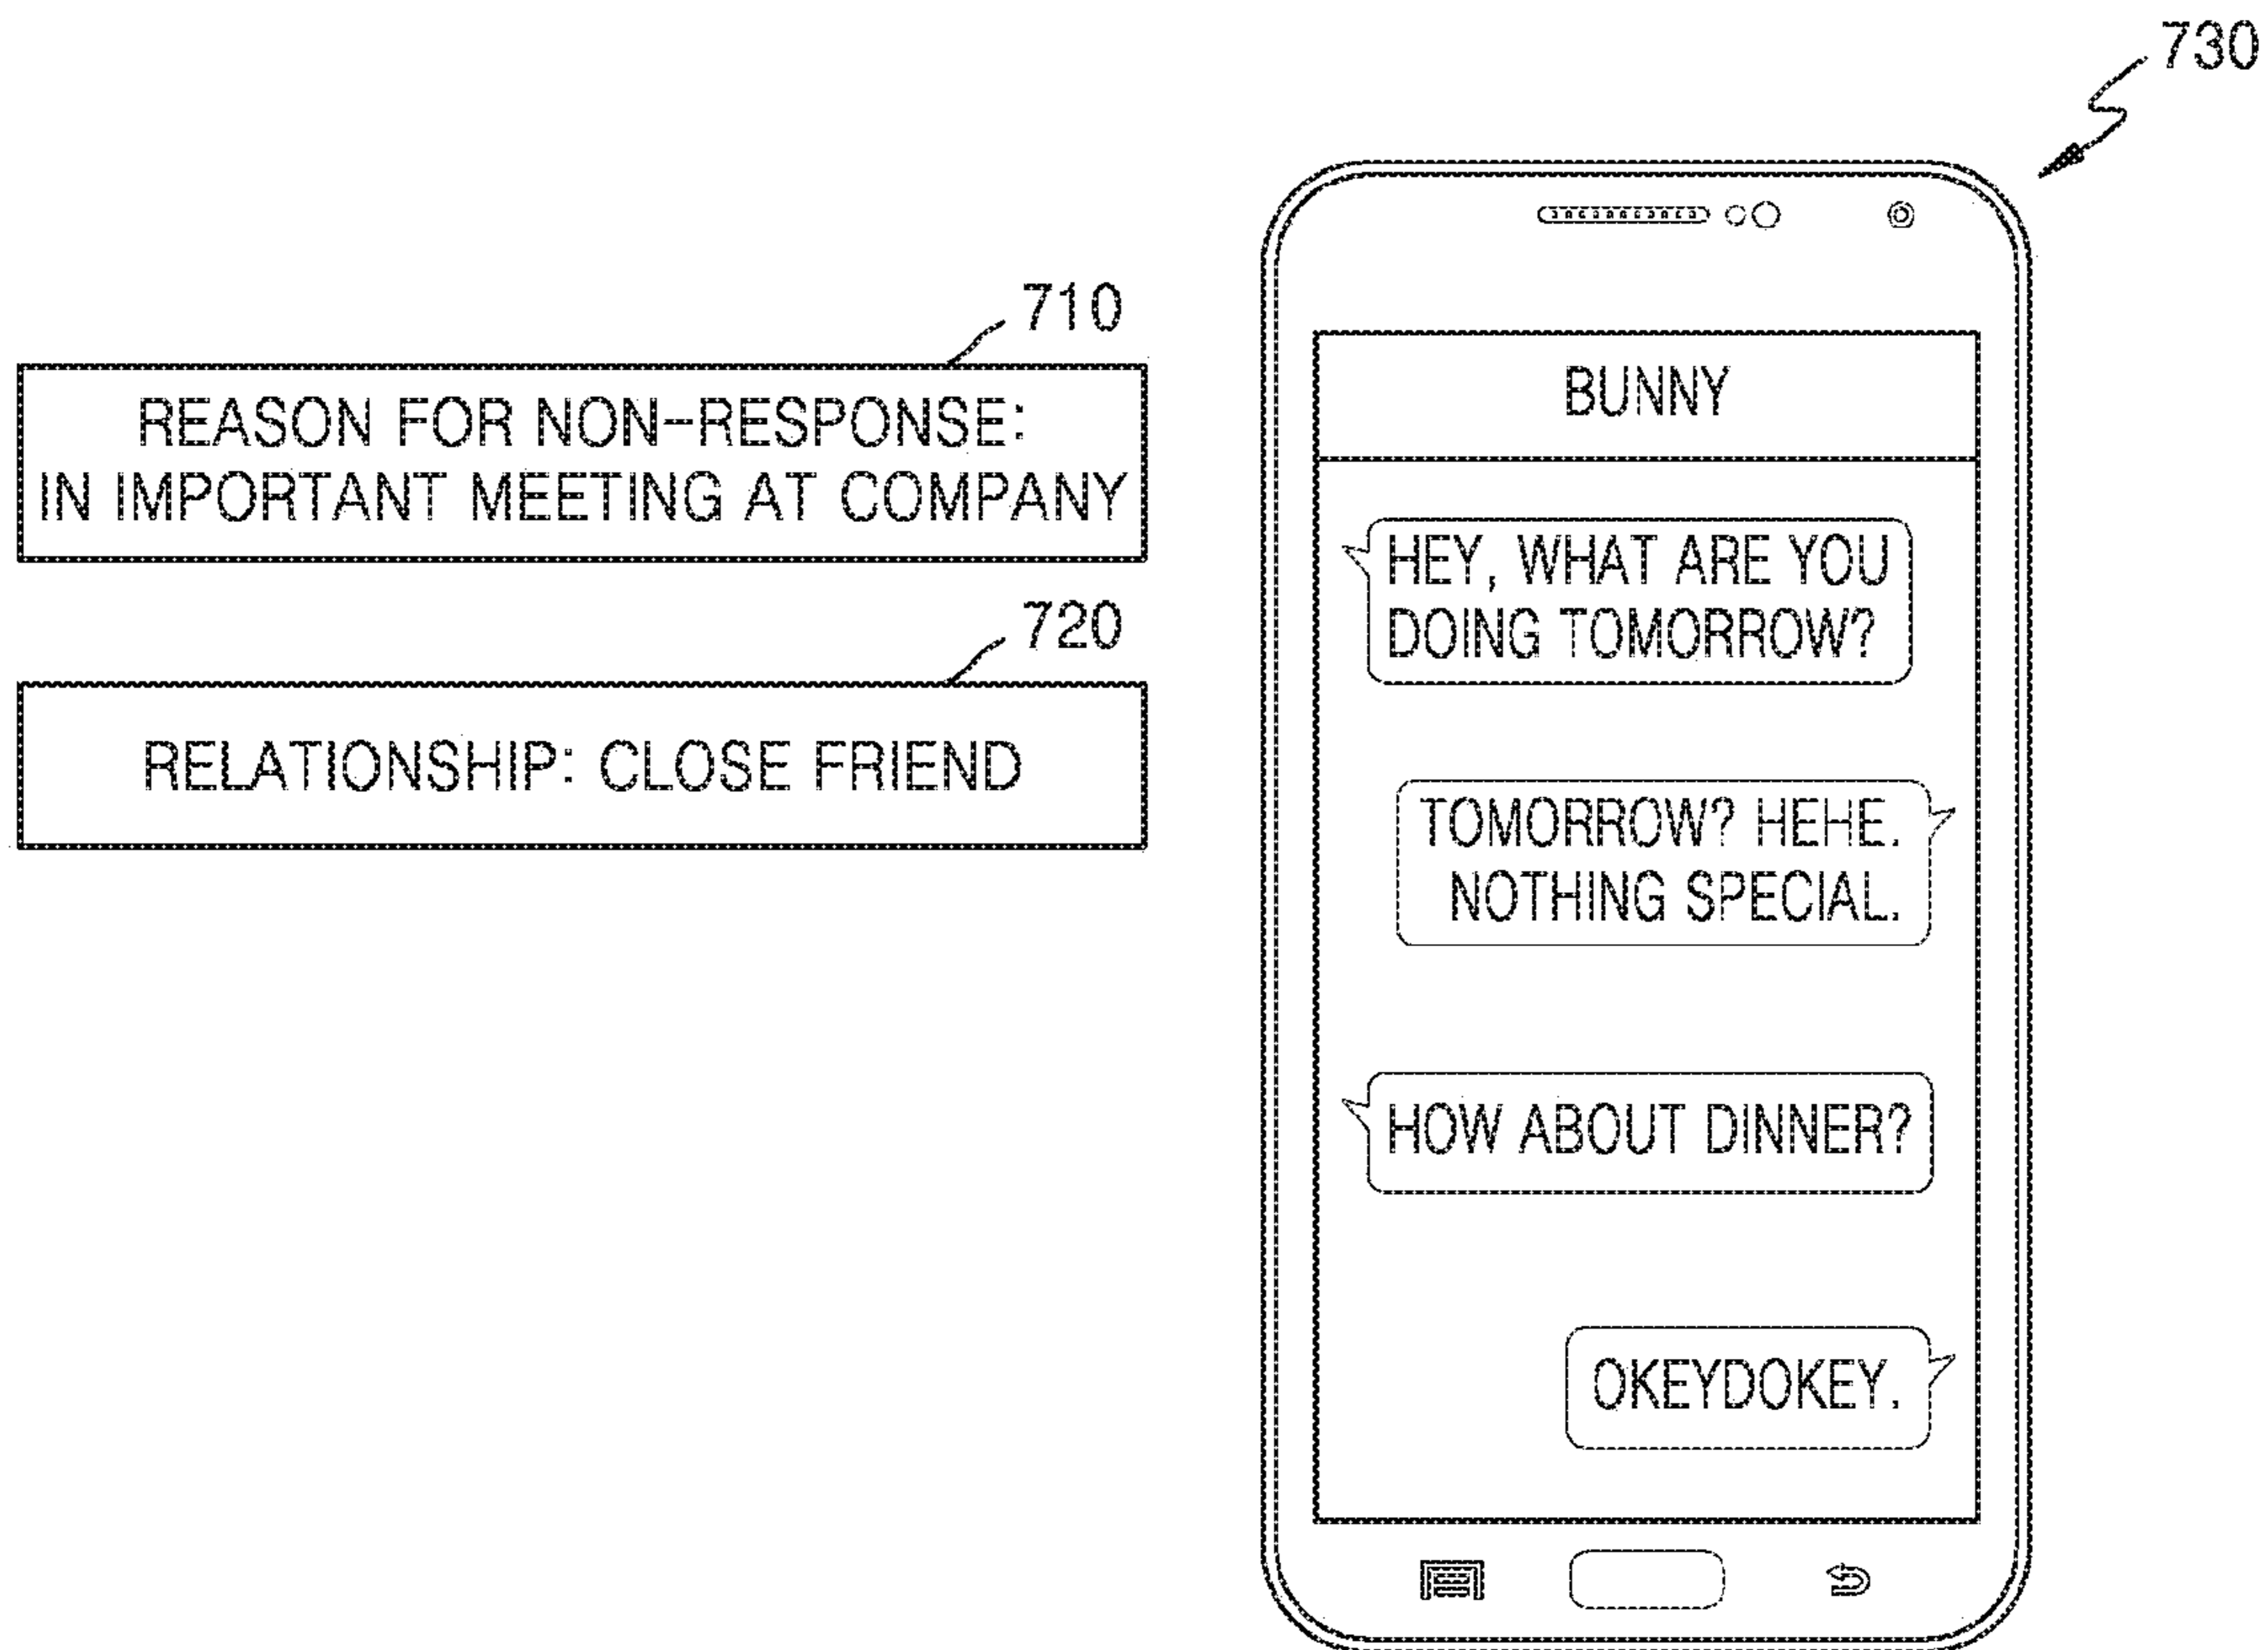 730
710
REASON FOR NON-RESPONSE:
IN IMPORTANT MEETING AT COMPANY
720
RELATIONSHIP: CLOSE FRIEND
BUNNY
HEY, WHAT ARE YOU
DOING TOMORROW?
TOMORROW? HEHE.
NOTHING SPECIAL.
HOW ABOUT DINNER?
OKEYDOKEY.